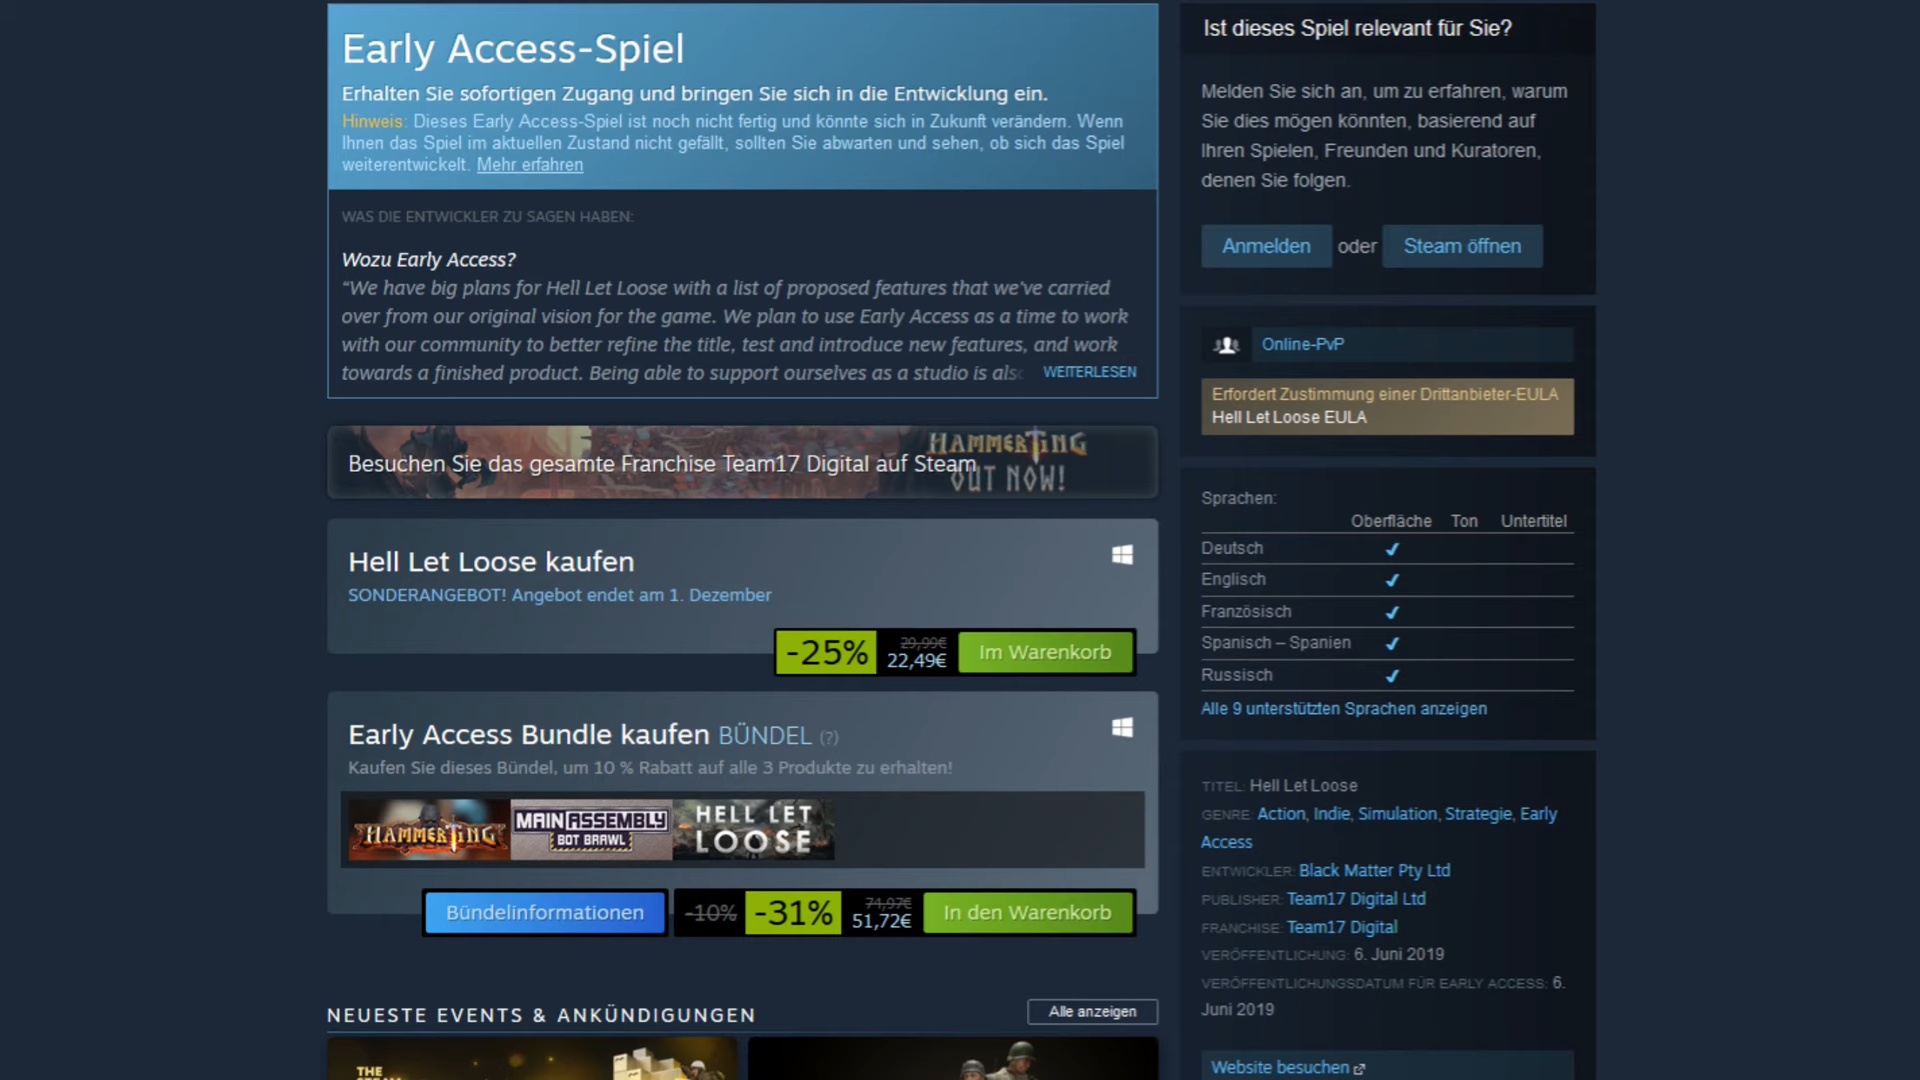 Early Access-Spiel
Erhalten Sie sofortigen Zugang und bringen Sie sich in die Entwicklung ein.
Hinweis: Dieses Early Access-Spiel ist noch nicht fertig und könnte sich in Zukunft verändern. Wenn
Ihnen das Spiel im aktuellen Zustand nicht gefällt, sollten Sie abwarten und sehen, ob sich das Spiel
weiterentwickelt. Mehr erfahren
WAS DIE ENTWICKLER ZU SAGEN HABEN:
Wozu Early Access?
“We have big plans for Hell Let Loose with a list of proposed features that we've carried
over from our original vision for the game. We plan to use Early Access as a time to work
with our community to better refine the title, test and introduce new features, and work
towards a finished product. Being able to support ourselves as a studio is also WEITERLESEN
HAMMERTING
Besuchen Sie das gesamte Franchise Team17 Digital auf Steam
OUT NOW!
Hell Let Loose kaufen
SONDERANGEBOT! Angebot endet am 1. Dezember
-25% 29,99€ 22,49€ Im Warenkorb
Early Access Bundle kaufen BÜNDEL (?)
Kaufen Sie dieses Bündel, um 10 % Rabatt auf alle 3 Produkte zu erhalten!
HAMMERTING
MAIN ASSEMBLY
BOT BRAWL
HELL LET
LOOSE
Bündelinformationen -10% -31% 74,97€ 51,72€ In den Warenkorb
NEUESTE EVENTS & ANKÜNDIGUNGEN Alle anzeigen
THE
Ist dieses Spiel relevant für Sie?
Melden Sie sich an, um zu erfahren, warum
Sie dies mögen könnten, basierend auf
Ihren Spielen, Freunden und Kuratoren,
denen Sie folgen.
Anmelden oder Steam öffnen
Online-PvP
Erfordert Zustimmung einer Drittanbieter-EULA
Hell Let Loose EULA
Sprachen:
Oberfläche Ton Untertitel
Deutsch ✔
Englisch ✔
Französisch ✔
Spanisch – Spanien ✔
Russisch ✔
Alle 9 unterstützten Sprachen anzeigen
TITEL: Hell Let Loose
GENRE: Action, Indie, Simulation, Strategie, Early
Access
ENTWICKLER: Black Matter Pty Ltd
PUBLISHER: Team17 Digital Ltd
FRANCHISE: Team17 Digital
VERÖFFENTLICHUNG: 6. Juni 2019
VERÖFFENTLICHUNGSDATUM FÜR EARLY ACCESS: 6.
Juni 2019
Website besuchen